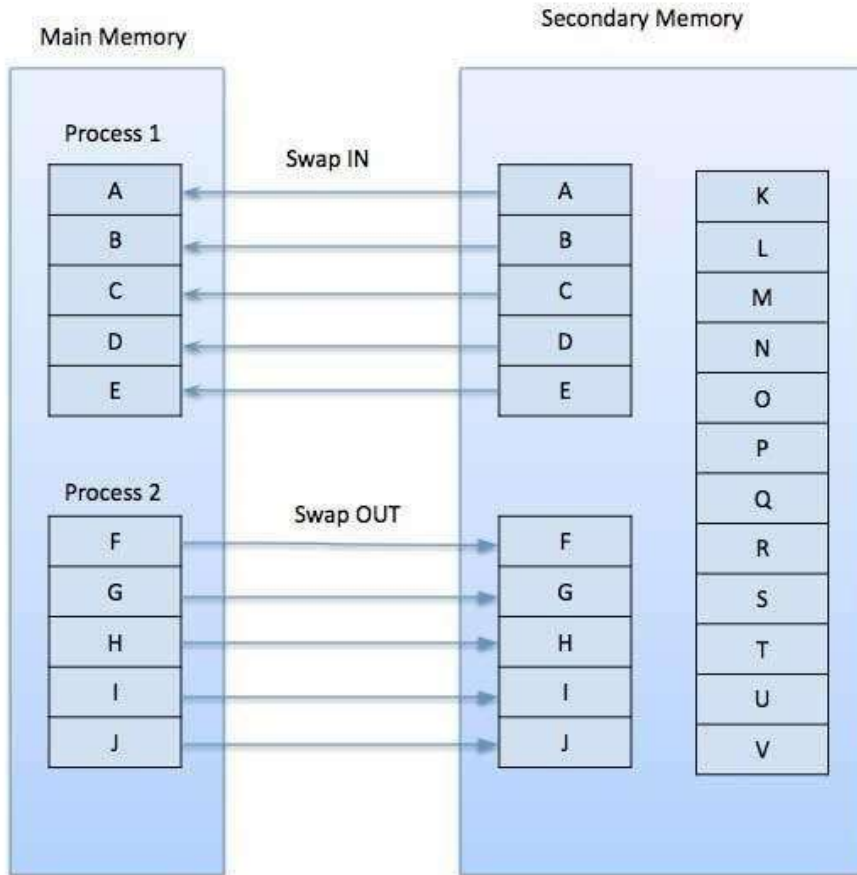 Main Memory
Secondary Memory
Process 1
Swap IN
A
B
C
D
E
Process 2
Swap OUT
F
G
H
I
J
A
B
C
D
E
F
G
H
I
J
K
L
M
N
O
P
Q
R
S
T
U
V